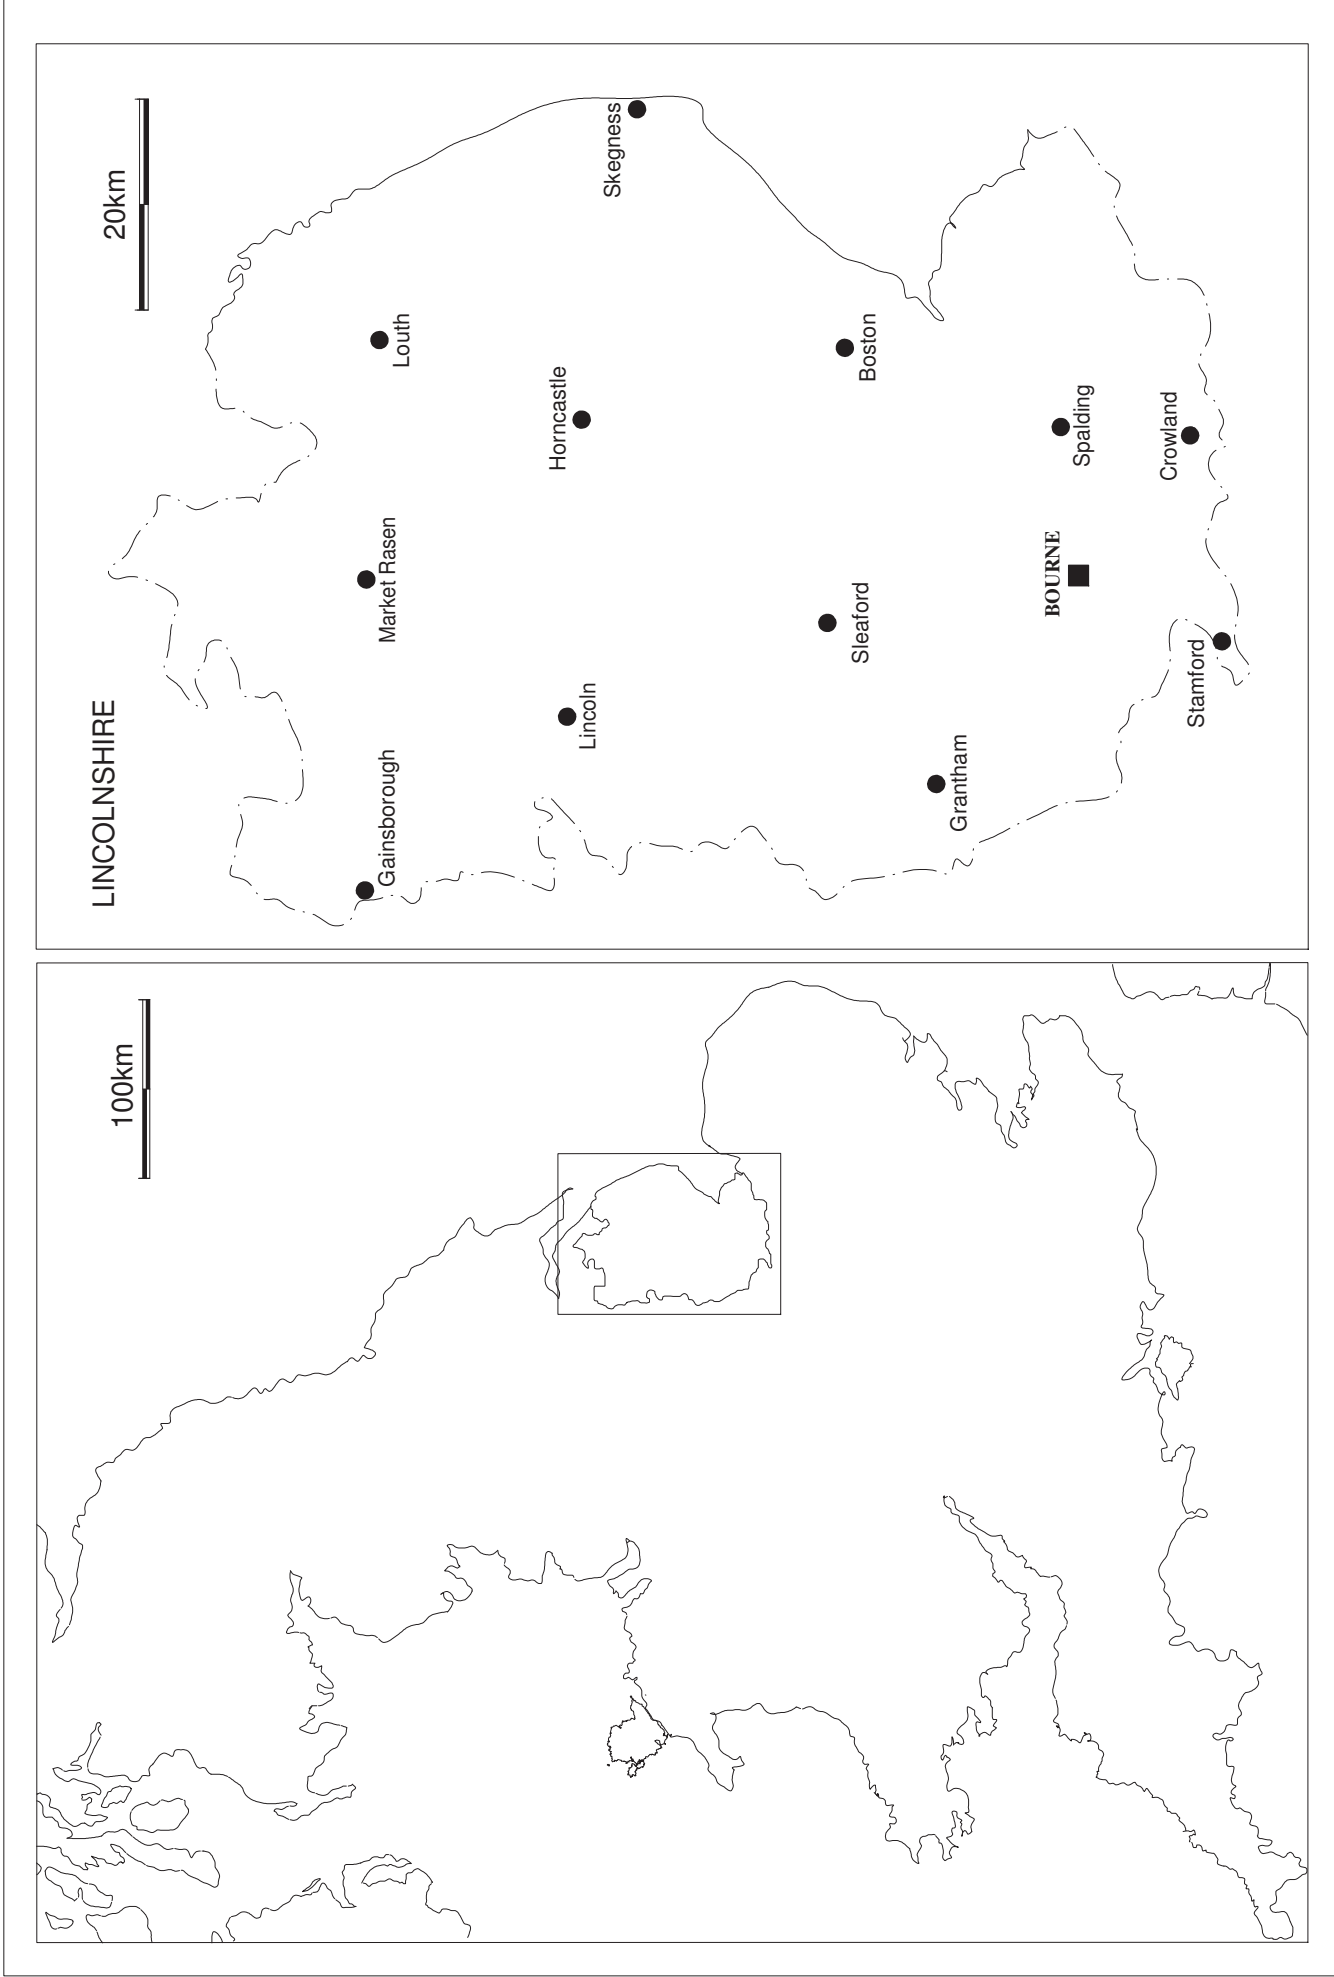 LINCOLNSHIRE
20km
Gainsborough
Market Rasen
Louth
Horncastle
Lincoln
Skegness
Sleaford
Boston
Grantham
BOURNE
Spalding
Crowland
Stamford
100km